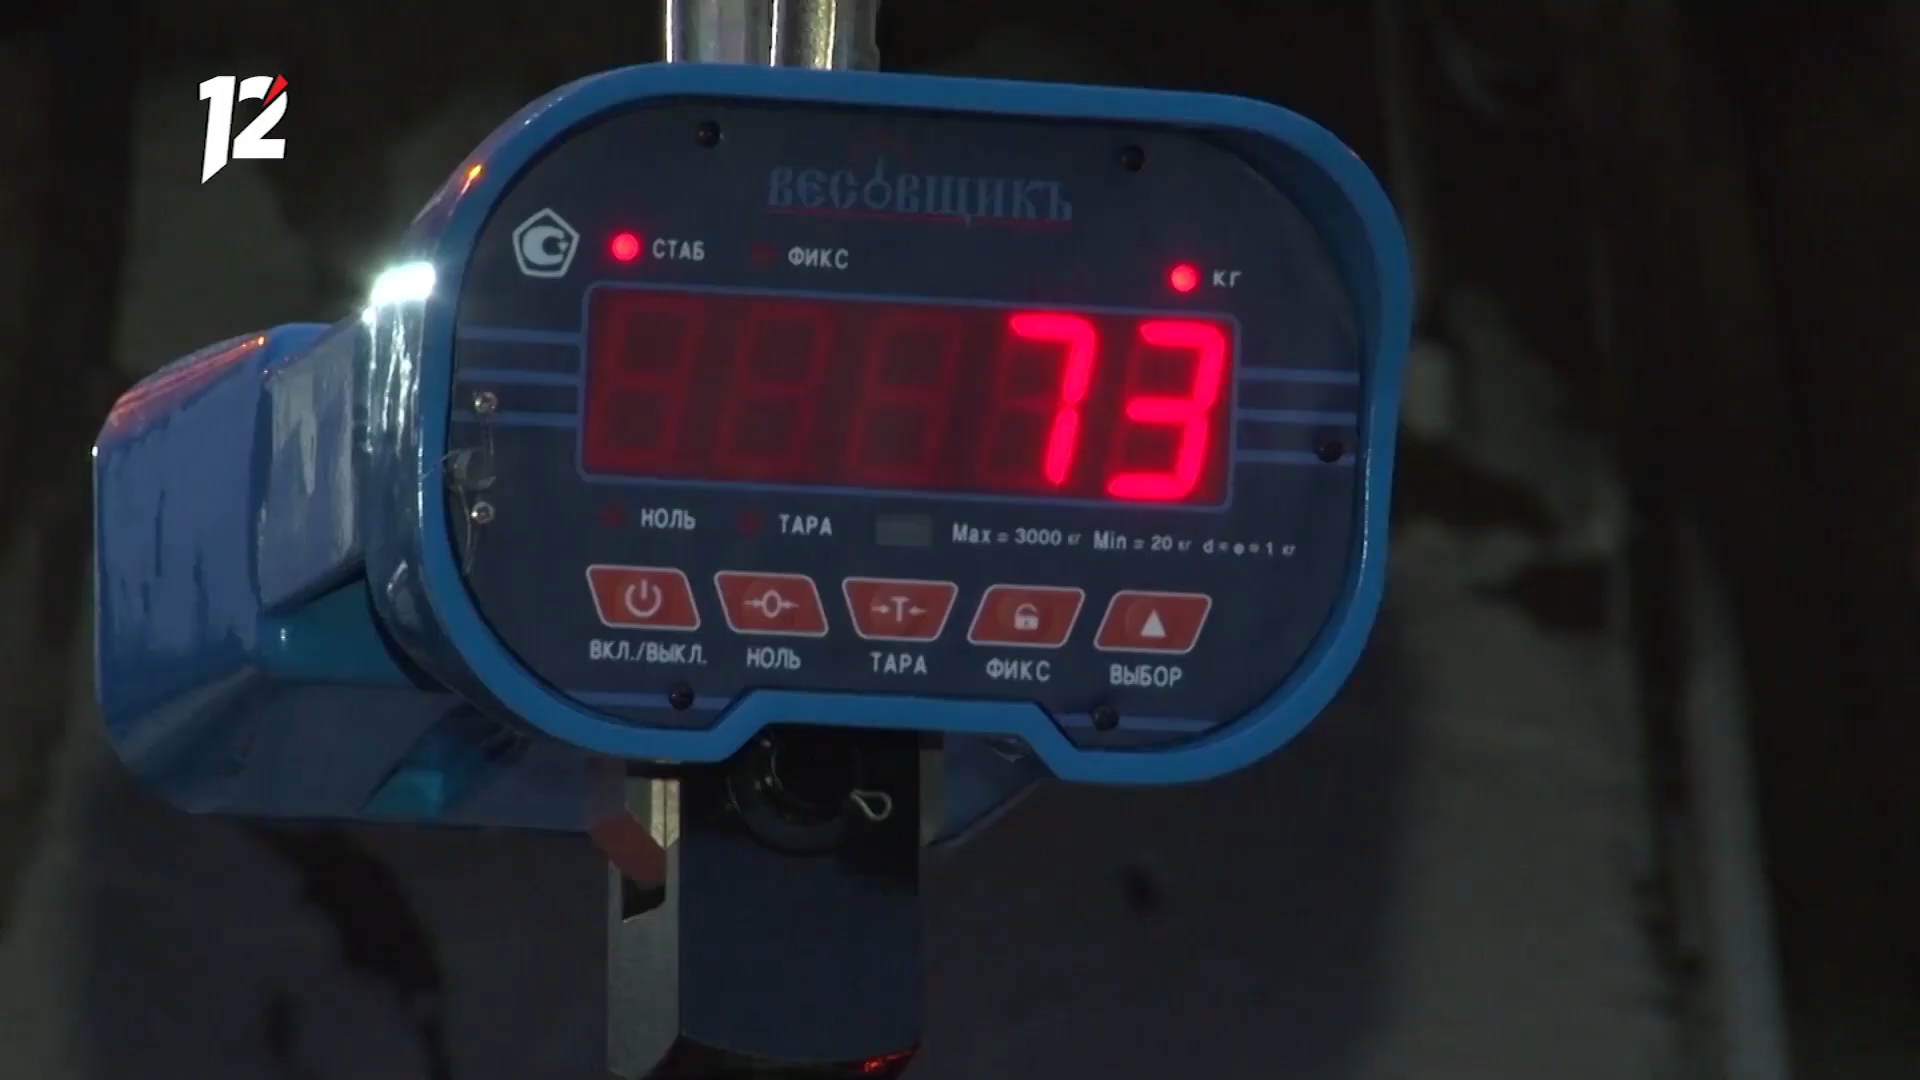 12
ВЕСОВЩИКЪ
СТАБ ФИКС кг
73
НОЛЬ ТАРА Max = 3000 кг Min = 20 кг d = e = 1 кг
ВКЛ./ВЫКЛ. НОЛЬ ТАРА ФИКС ВЫБОР